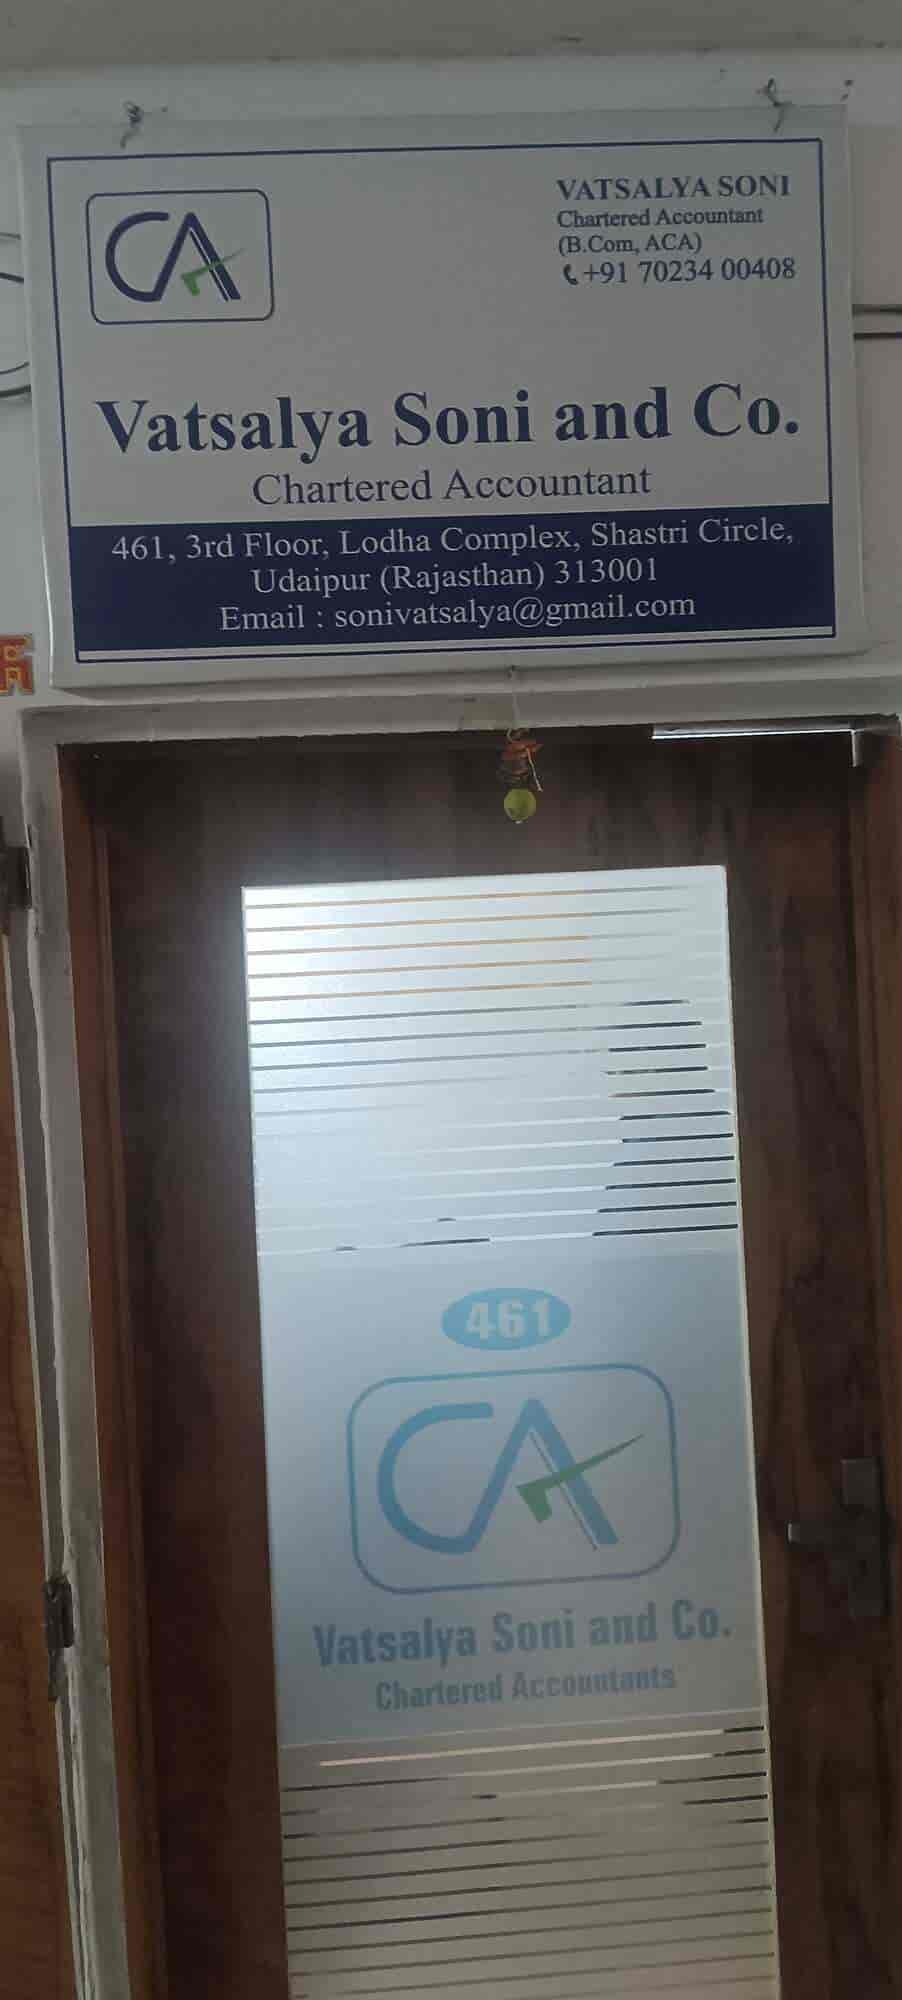 CA
VATSALYA SONI
Chartered Accountant
(B.Com, ACA)
+91 70234 00408
Vatsalya Soni and Co.
Chartered Accountant
461, 3rd Floor, Lodha Complex, Shastri Circle,
Udaipur (Rajasthan) 313001
Email : sonivatsalya@gmail.com
461
CA
Vatsalya Soni and Co.
Chartered Accountants